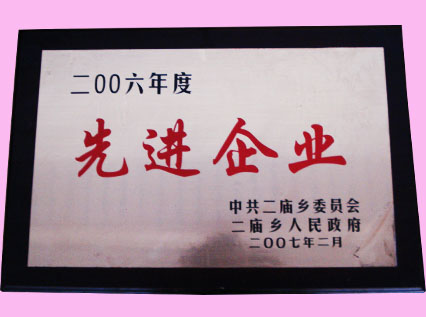 二00六年度
先进企业
中共二庙乡委员会
二庙乡人民政府
二00七年二月